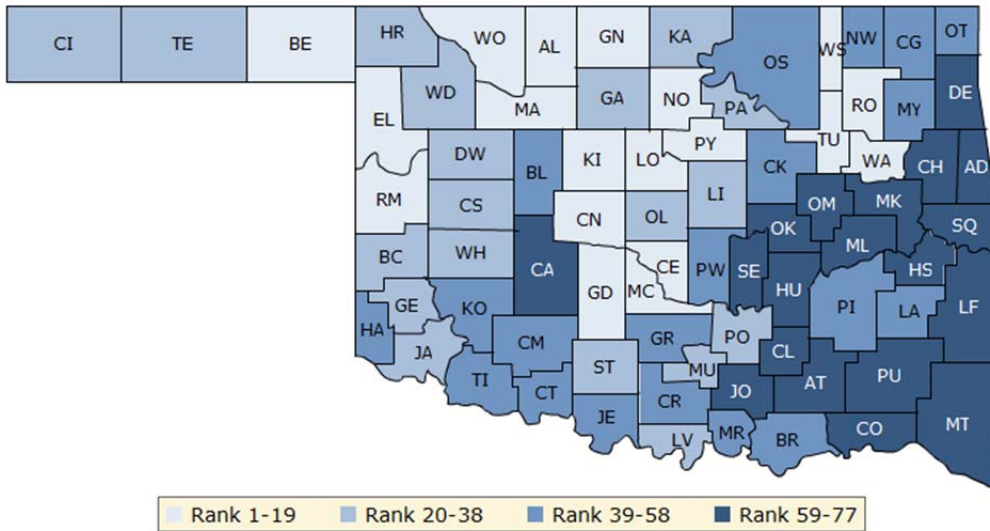 CI TE BE HR WO AL GN KA OS WS NW CG OT
WD EL MA GA NO PA RO MY DE
DW BL KI LO PY CK TU WA CH AD
RM CS CN OL LI OM MK
BC WH CA CE PW SE OK ML SQ
GE GD MC HU HS
HA KO CM GR PO PI LA LF
JA ST MU CL
TI CT JE CR JO AT PU
LV MR BR CO MT
Rank 1-19 Rank 20-38 Rank 39-58 Rank 59-77